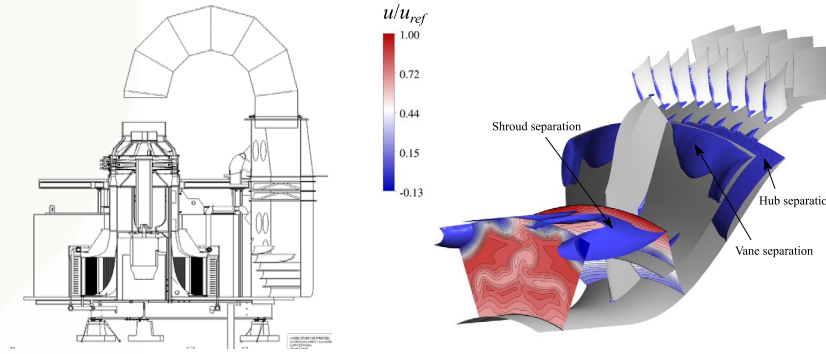 u/u_ref
1.00
0.72
0.44
0.15
-0.13
Shroud separation
Hub separatio
Vane separation